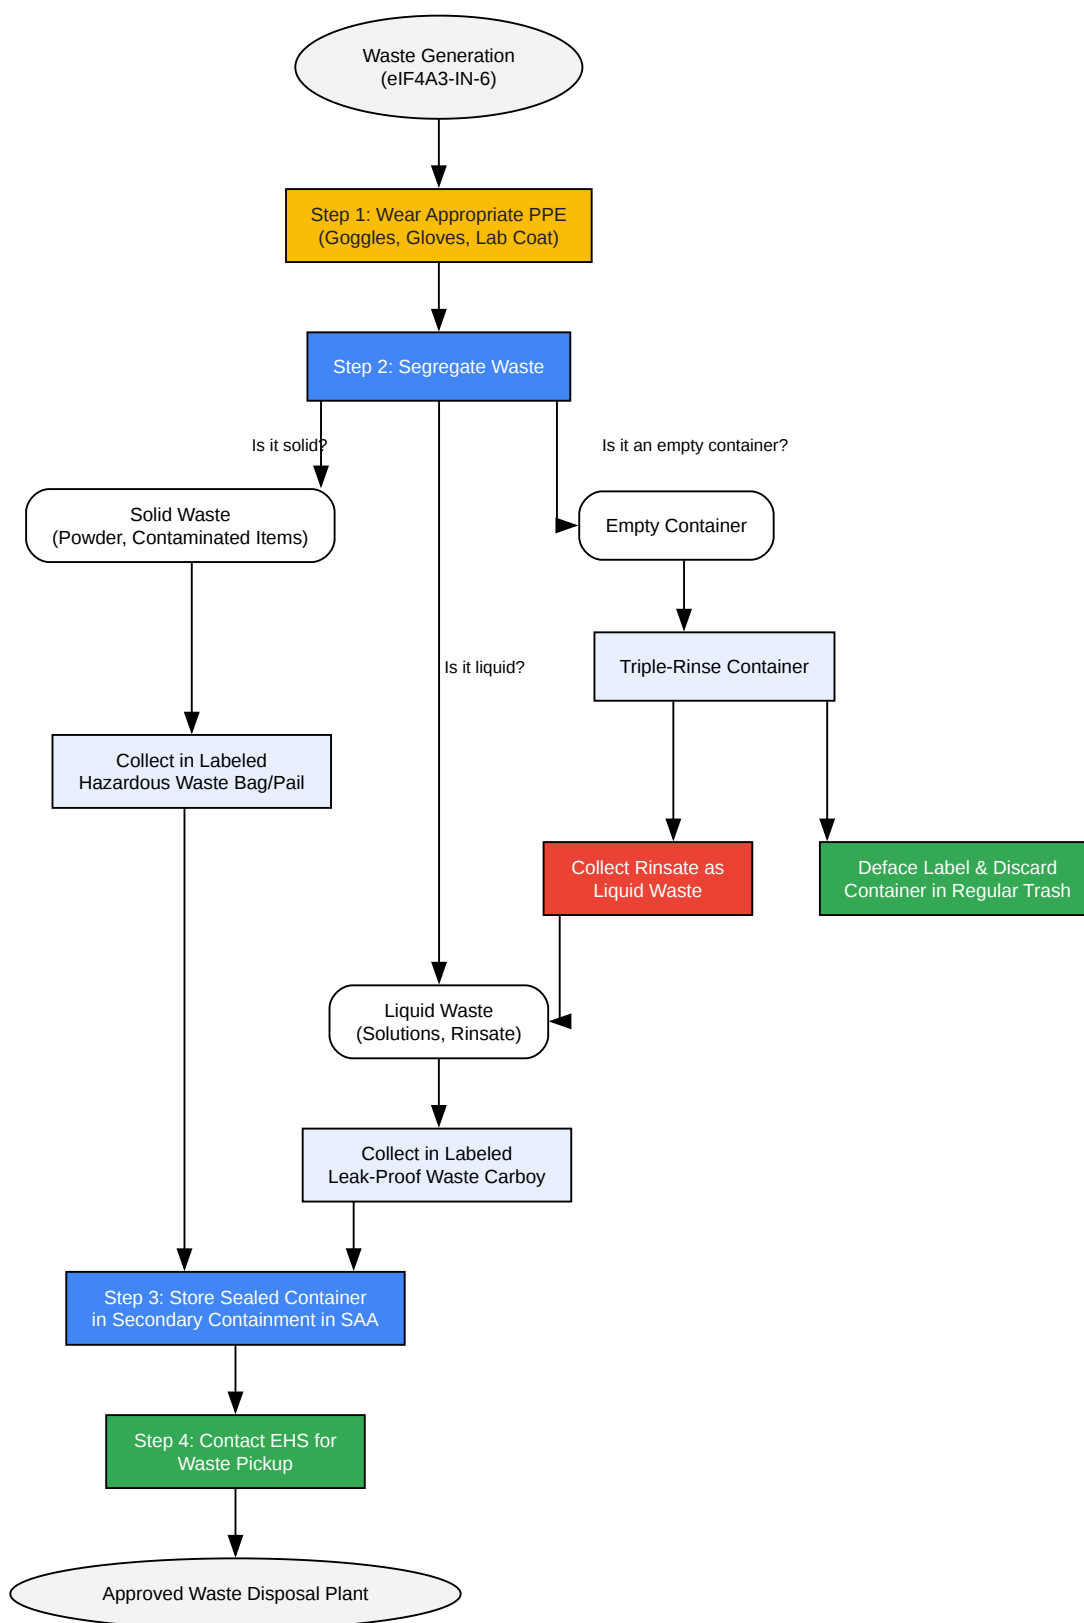 Waste Generation
(eIF4A3-IN-6)
Step 1: Wear Appropriate PPE
(Goggles, Gloves, Lab Coat)
Step 2: Segregate Waste
Is it solid?
Is it an empty container?
Solid Waste
(Powder, Contaminated Items)
Empty Container
Is it liquid?
Triple-Rinse Container
Collect in Labeled
Hazardous Waste Bag/Pail
Collect Rinsate as
Liquid Waste
Deface Label & Discard
Container in Regular Trash
Liquid Waste
(Solutions, Rinsate)
Collect in Labeled
Leak-Proof Waste Carboy
Step 3: Store Sealed Container
in Secondary Containment in SAA
Step 4: Contact EHS for
Waste Pickup
Approved Waste Disposal Plant